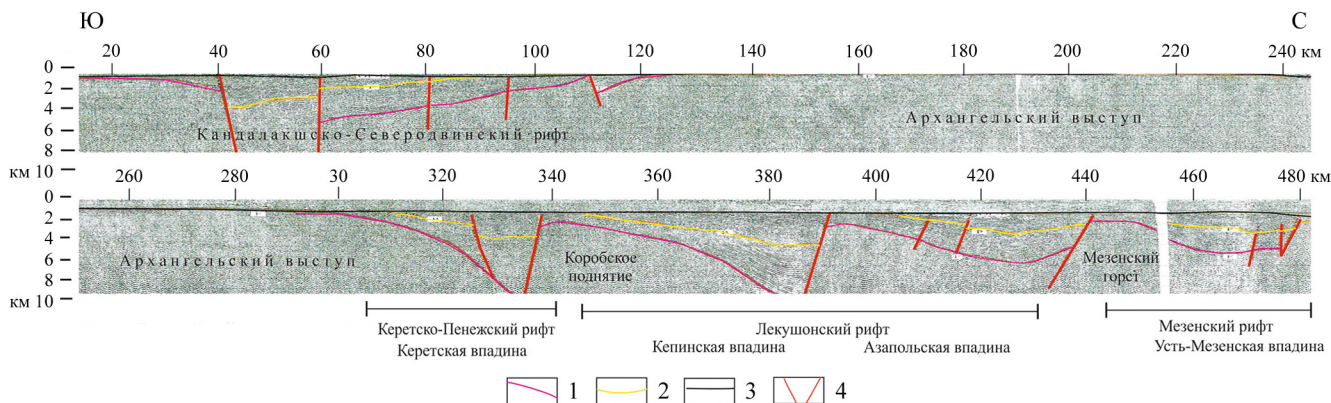 Ю С
20 40 60 80 100 120 140 160 180 200 220 240 км
0
2
4
6
8
км 10
Кандалакшско-Северодвинский рифт
Архангельский выступ
260 280 30 320 340 360 380 400 420 440 460 480 км
0
2
4
6
8
км 10
Архангельский выступ
Коробское
поднятие
Мезенский
горст
Керетско-Пенежский рифт
Керетская впадина
Лекушонский рифт
Кепинская впадина Азапольская впадина
Мезенский рифт
Усть-Мезенская впадина
1 2 3 4